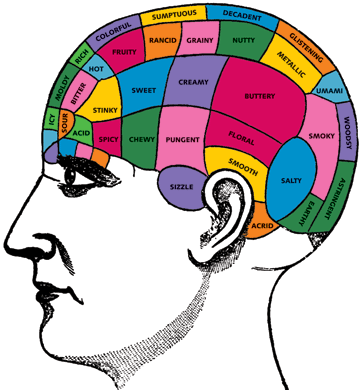 SUMPTUOUS
DECADENT
COLORFUL
GLISTENING
FRUITY
RANCID
GRAINY
NUTTY
METALLIC
RICH
HOT
MOLDY
BITTER
STINKY
SWEET
CREAMY
BUTTERY
UMAMI
WOODSY
ICY
SOUR
ACID
SPICY
CHEWY
PUNGENT
FLORAL
SMOKY
SMOOTH
SIZZLE
SALTY
ASTRINGENT
EARTHY
ACRID